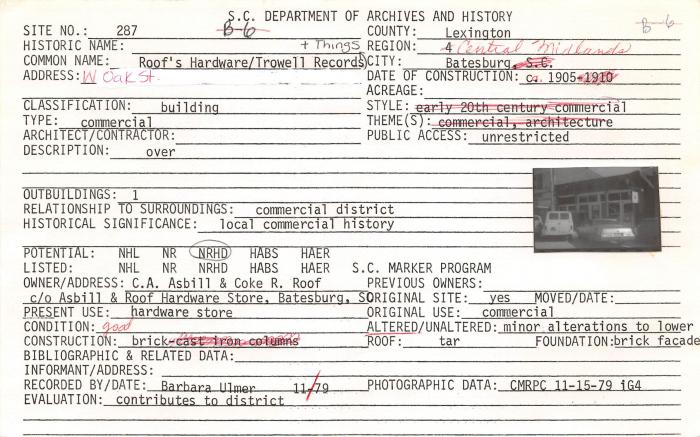 S.C. DEPARTMENT OF ARCHIVES AND HISTORY
SITE NO.: 287 B-6 COUNTY: Lexington B-6
HISTORIC NAME: + Things REGION: 4 Central Midlands
COMMON NAME: Roof's Hardware/Trowell Records) CITY: Batesburg, S.C.
ADDRESS: W Oak St. DATE OF CONSTRUCTION: ca. 1905-1910
ACREAGE:
CLASSIFICATION: building STYLE: early 20th century commercial
TYPE: commercial THEME(S): commercial, architecture
ARCHITECT/CONTRACTOR: PUBLIC ACCESS: unrestricted
DESCRIPTION: over
OUTBUILDINGS: 1
RELATIONSHIP TO SURROUNDINGS: commercial district
HISTORICAL SIGNIFICANCE: local commercial history
POTENTIAL: NHL NR NRHD HABS HAER
LISTED: NHL NR NRHD HABS HAER S.C. MARKER PROGRAM
OWNER/ADDRESS: C.A. Asbill & Coke R. Roof PREVIOUS OWNERS:
c/o Asbill & Roof Hardware Store, Batesburg, SC ORIGINAL SITE: yes MOVED/DATE:
PRESENT USE: hardware store ORIGINAL USE: commercial
CONDITION: good ALTERED/UNALTERED: minor alterations to lower
CONSTRUCTION: brick-cast iron columns ROOF: tar FOUNDATION: brick facade
BIBLIOGRAPHIC & RELATED DATA:
INFORMANT/ADDRESS:
RECORDED BY/DATE: Barbara Ulmer 11/79 PHOTOGRAPHIC DATA: CMRPC 11-15-79 iG4
EVALUATION: contributes to district